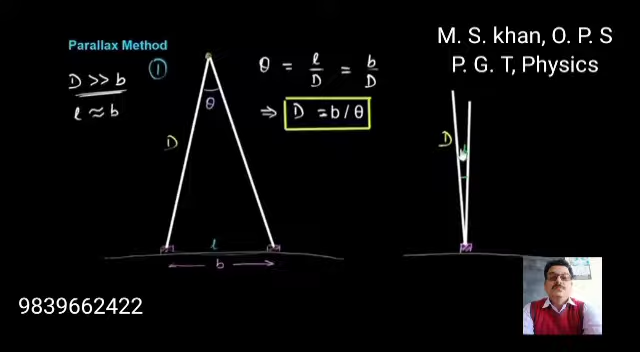 Parallax Method
D >> b
l ≈ b
1
θ = l/D = b/D
⇒ D = b/θ
θ
D
l
b
M. S. khan, O. P. S
P. G. T, Physics
D
9839662422